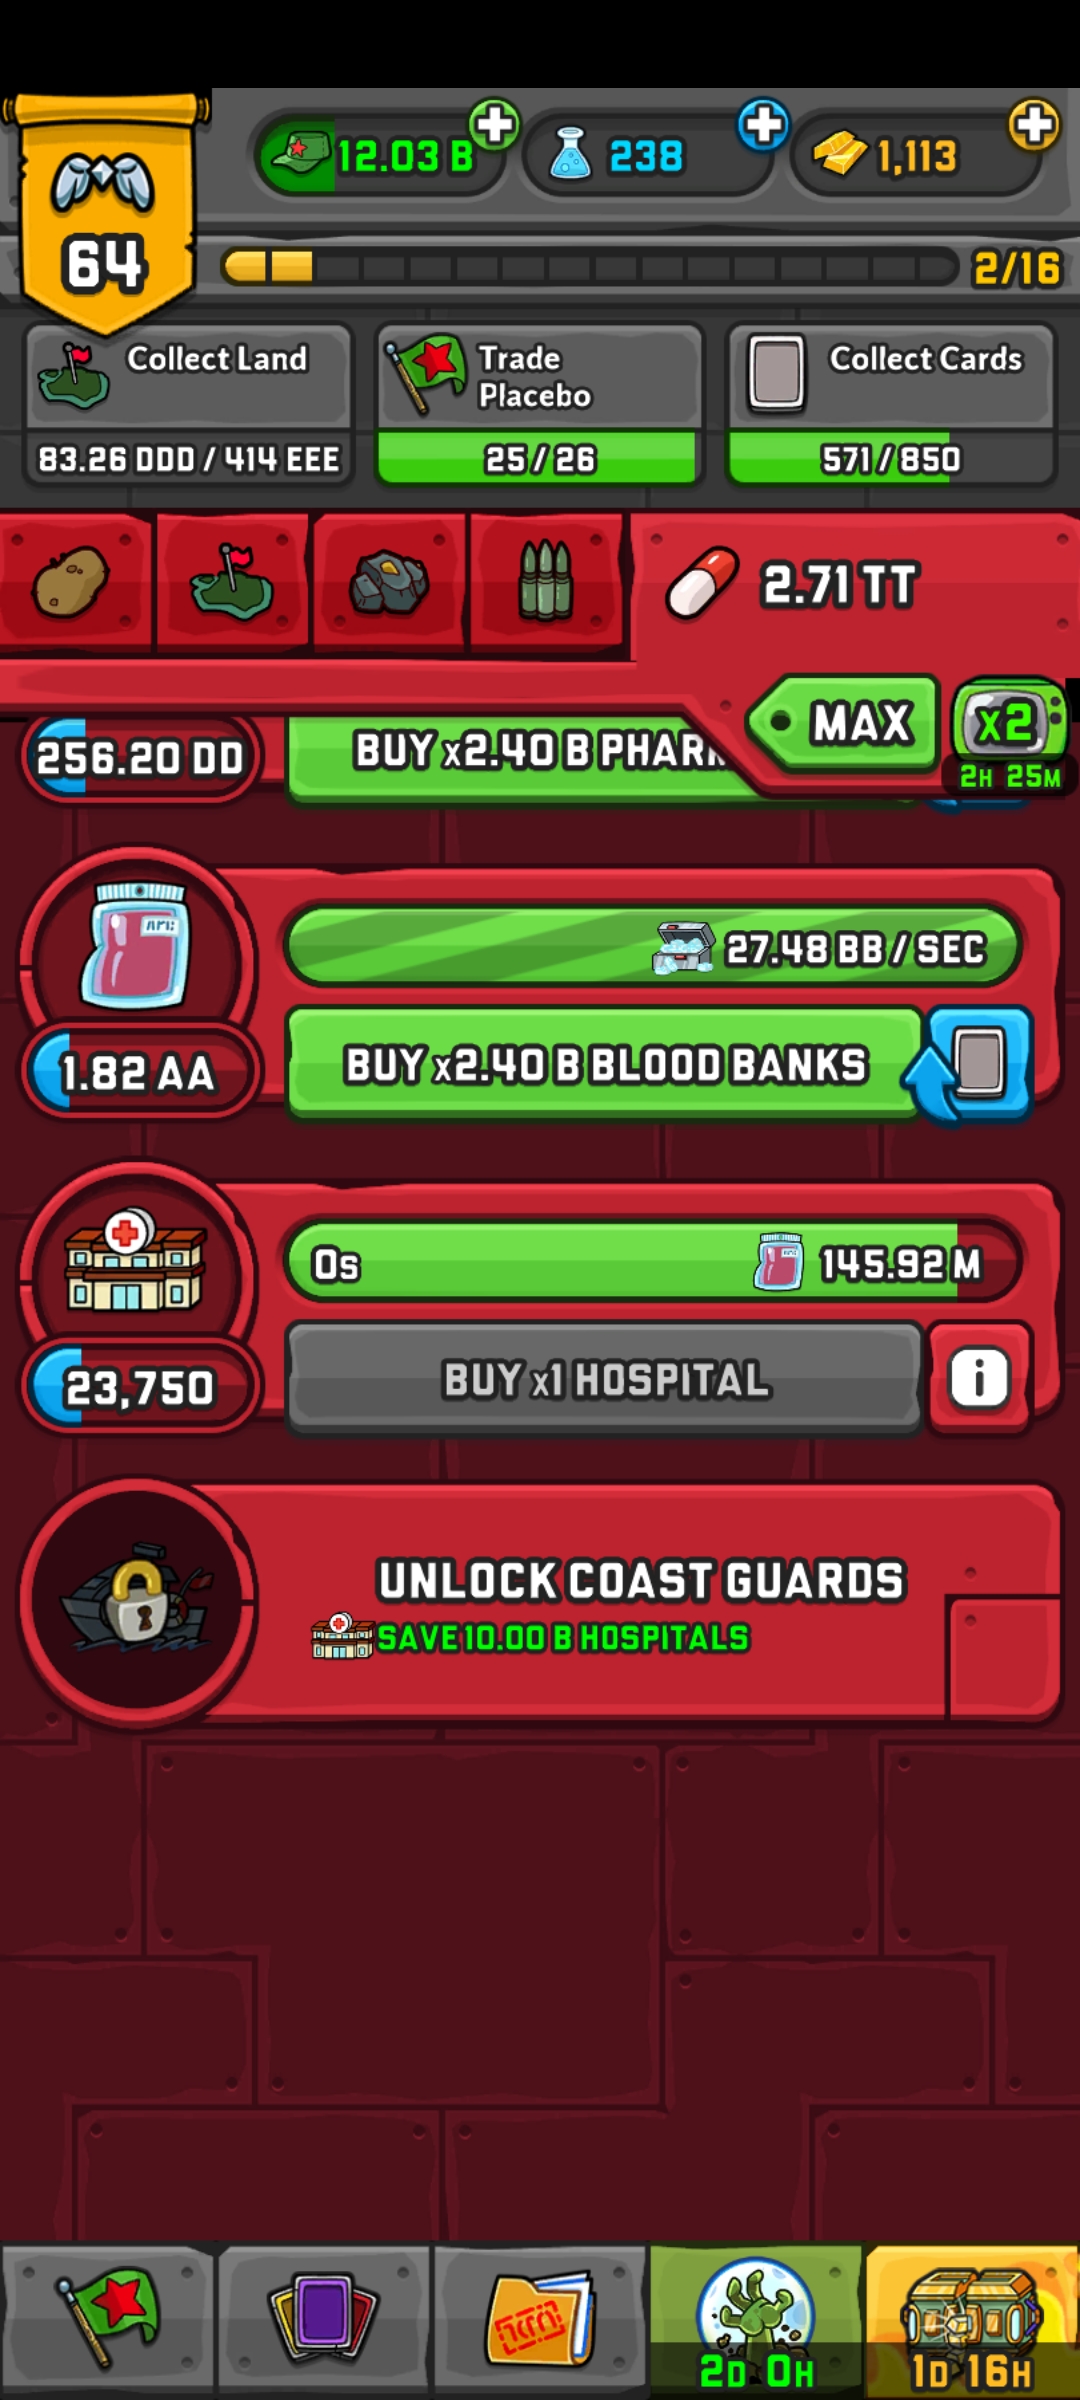 12.03 B
238
1,113
64
2/16
Collect Land
83.26 DDD / 414 EEE
Trade
Placebo
25 / 26
Collect Cards
571 / 850
2.71 TT
MAX
x2
2H 25M
256.20 DD
BUY x2.40 B
27.48 BB / SEC
1.82 AA
BUY x2.40 B BLOOD BANKS
0s
145.92 M
23,750
BUY x1 HOSPITAL
i
UNLOCK COAST GUARDS
SAVE 10.00 B HOSPITALS
2D 0H
1D 16H